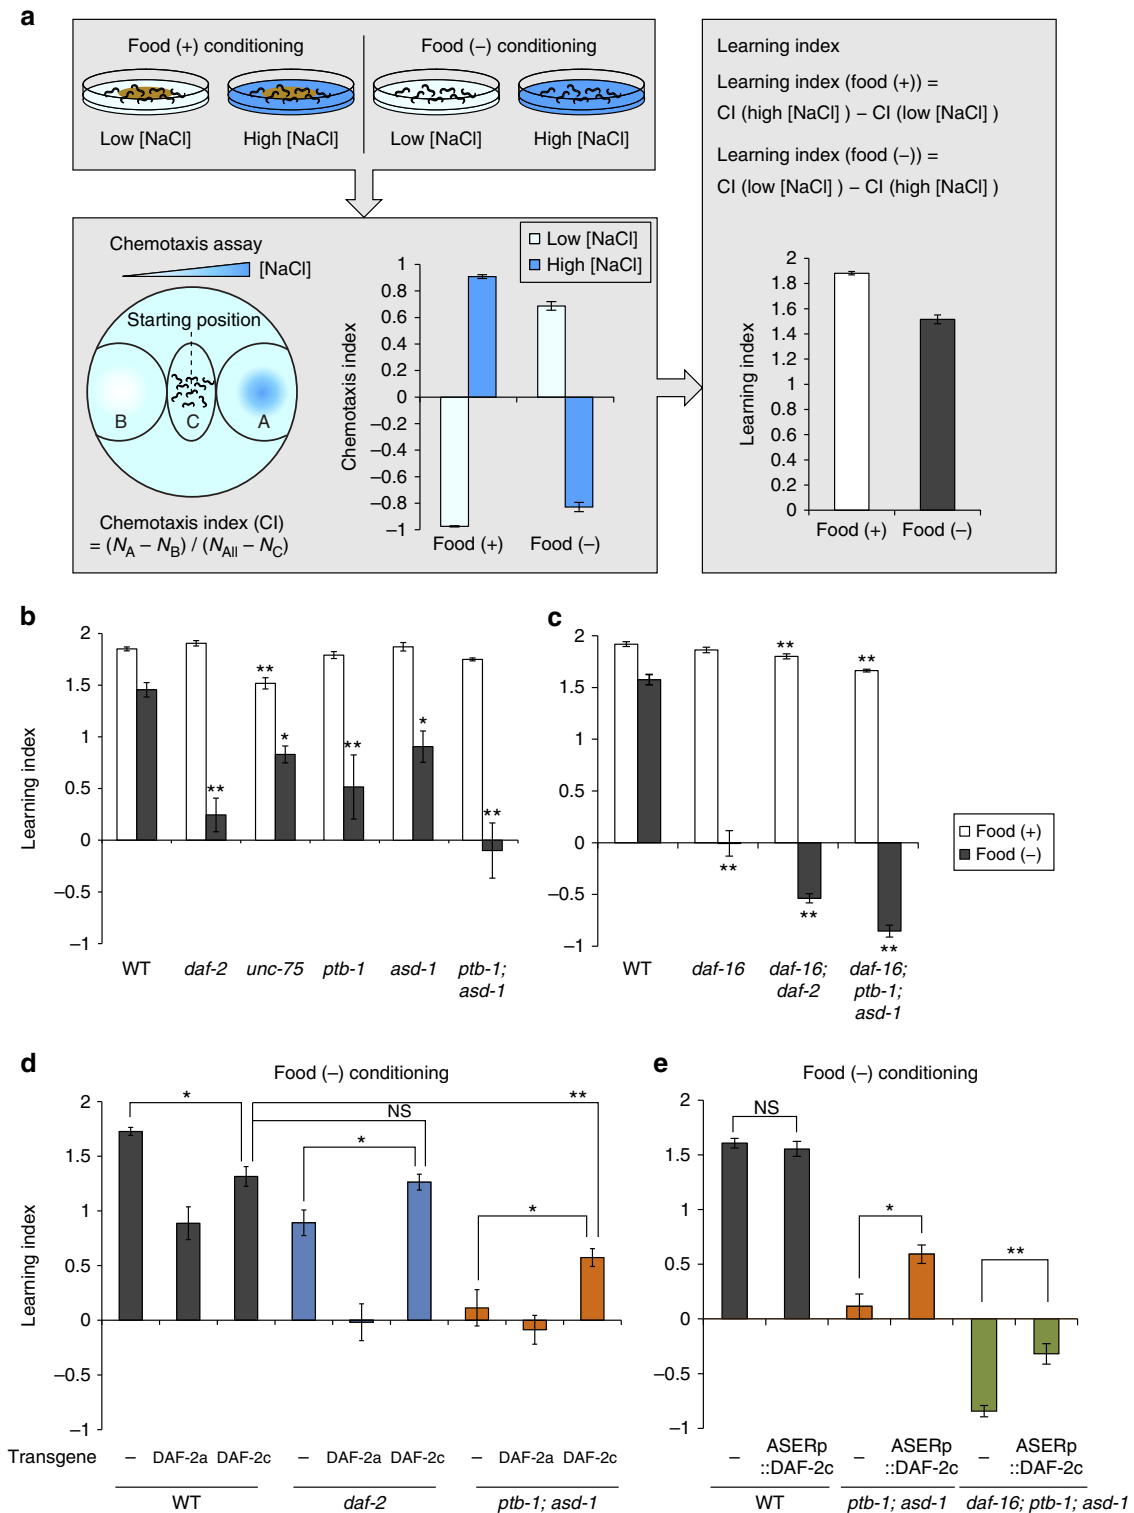 a
Food (+) conditioning
Food (–) conditioning
Low [NaCl]
High [NaCl]
Low [NaCl]
High [NaCl]
Learning index
Learning index (food (+)) =
CI (high [NaCl] ) – CI (low [NaCl] )
Learning index (food (–)) =
CI (low [NaCl] ) – CI (high [NaCl] )
Chemotaxis assay
[NaCl]
Starting position
B
C
A
Chemotaxis index (CI)
= (NA – NB) / (NAll – NC)
Low [NaCl]
High [NaCl]
Chemotaxis index
1
0.8
0.6
0.4
0.2
0
–0.2
–0.4
–0.6
–0.8
–1
Food (+)
Food (–)
Learning index
2
1.8
1.6
1.4
1.2
1
0.8
0.6
0.4
0.2
0
Food (+)
Food (–)
b
Learning index
2
1.5
1
0.5
0
–0.5
–1
**
**
*
**
*
**
WT
daf-2
unc-75
ptb-1
asd-1
ptb-1;
asd-1
c
2
1.5
1
0.5
0
–0.5
–1
**
**
**
**
**
WT
daf-16
daf-16;
daf-2
daf-16;
ptb-1;
asd-1
Food (+)
Food (–)
d
Food (–) conditioning
Learning index
2
1.5
1
0.5
0
–0.5
–1
*
**
NS
*
*
Transgene
–
DAF-2a
DAF-2c
–
DAF-2a
DAF-2c
–
DAF-2a
DAF-2c
WT
daf-2
ptb-1; asd-1
e
Food (–) conditioning
2
1.5
1
0.5
0
–0.5
–1
NS
*
**
–
ASERp
::DAF-2c
–
ASERp
::DAF-2c
–
ASERp
::DAF-2c
WT
ptb-1; asd-1
daf-16; ptb-1; asd-1